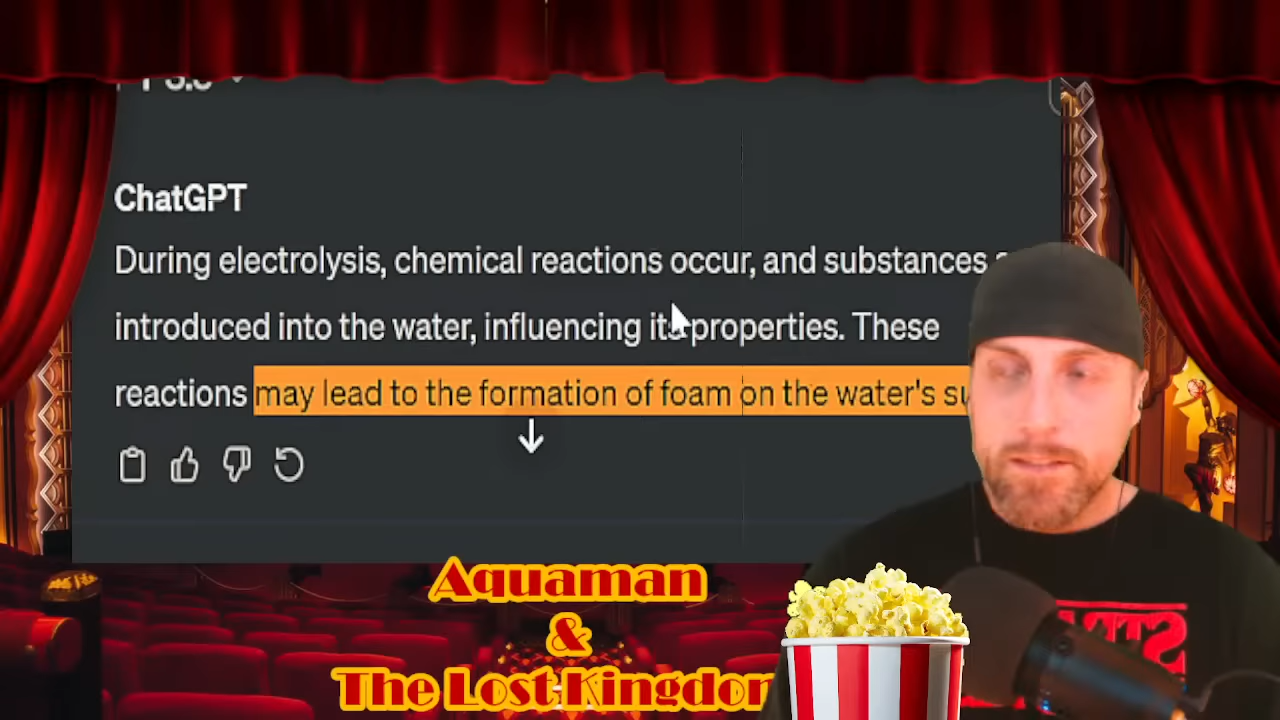 ChatGPT
During electrolysis, chemical reactions occur, and substances
introduced into the water, influencing its properties. These
reactions may lead to the formation of foam on the water's
Aquaman
&
The Lost Kingdom